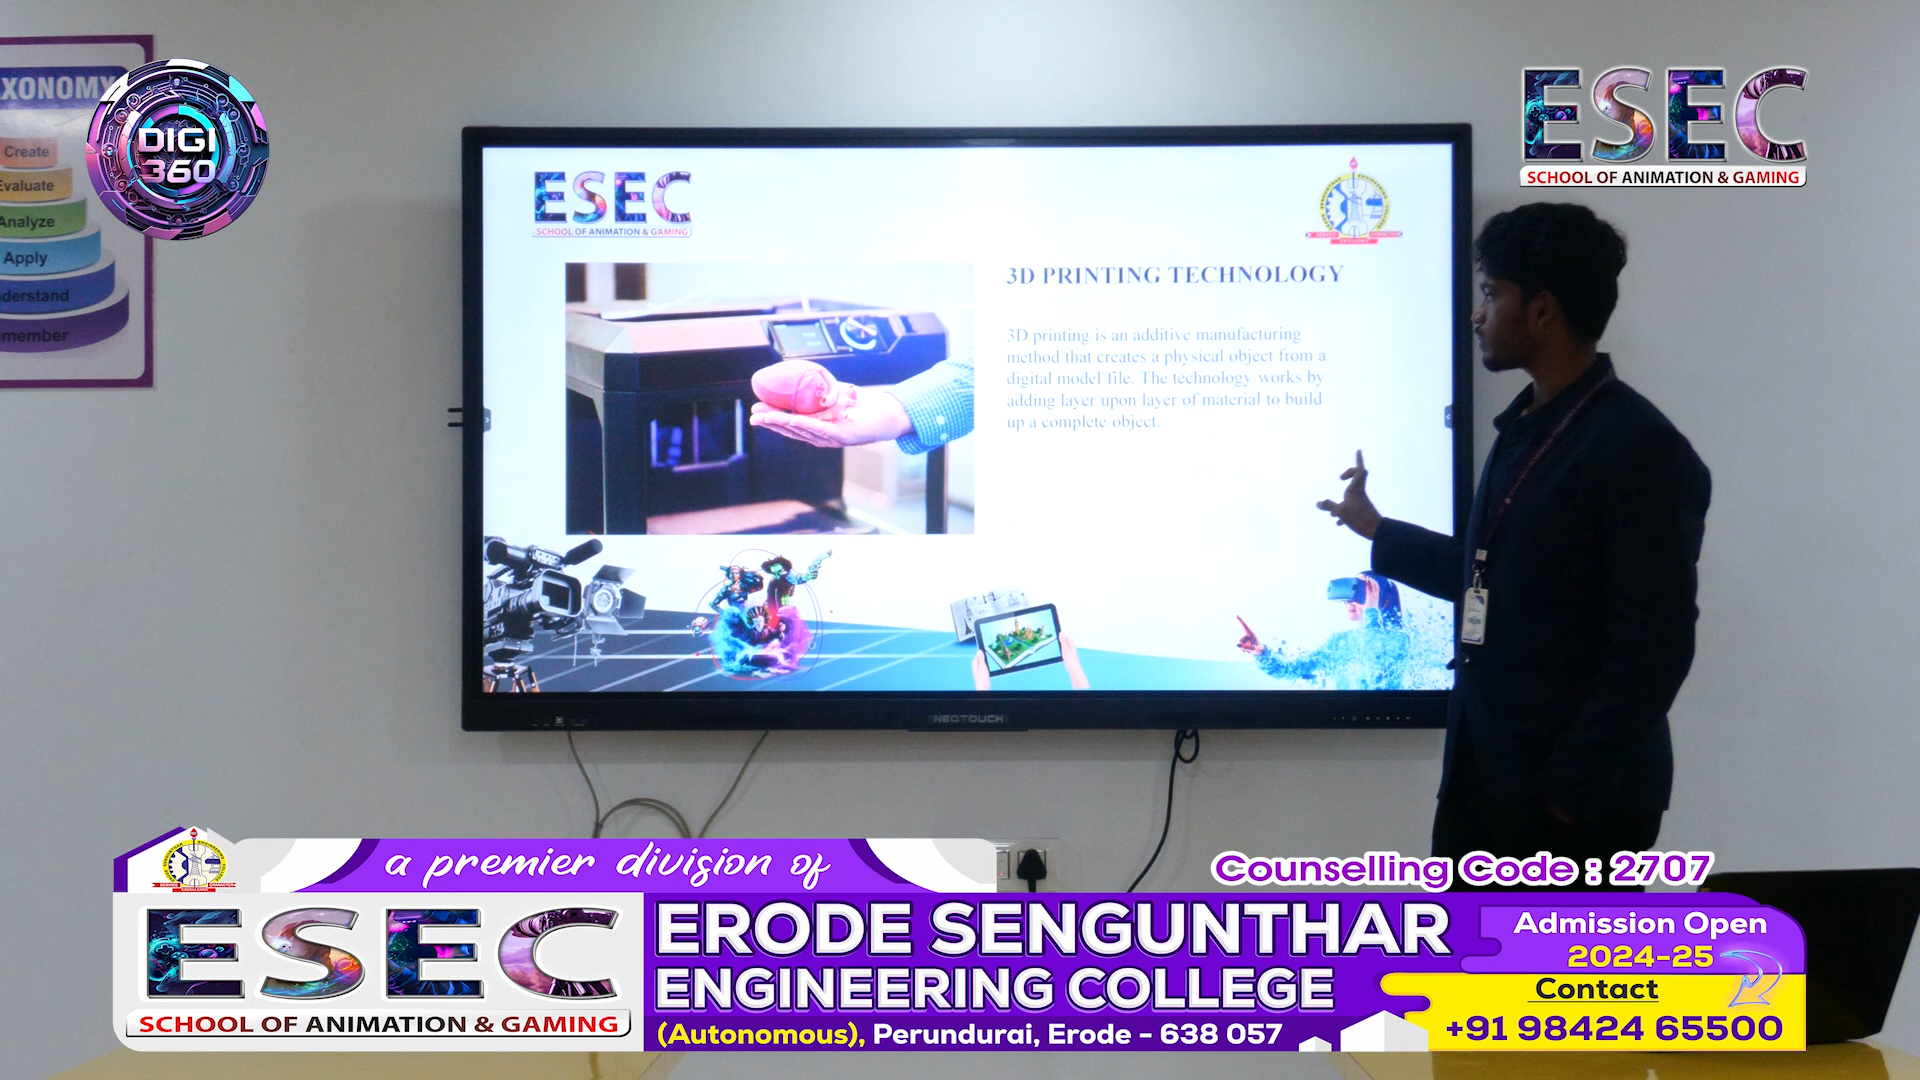 XONOMY
Create
Evaluate
Analyze
Apply
derstand
member
DIGI
360
ESEC
SCHOOL OF ANIMATION & GAMING
ESEC
SCHOOL OF ANIMATION & GAMING
3D PRINTING TECHNOLOGY
3D printing is an additive manufacturing
method that creates a physical object from a
digital model file. The technology works by
adding layer upon layer of material to build
up a complete object.
NEOTOUCH
a premier division of
Counselling Code : 2707
ESEC
SCHOOL OF ANIMATION & GAMING
ERODE SENGUNTHAR
ENGINEERING COLLEGE
(Autonomous), Perundurai, Erode - 638 057
Admission Open
2024-25
Contact
+91 98424 65500